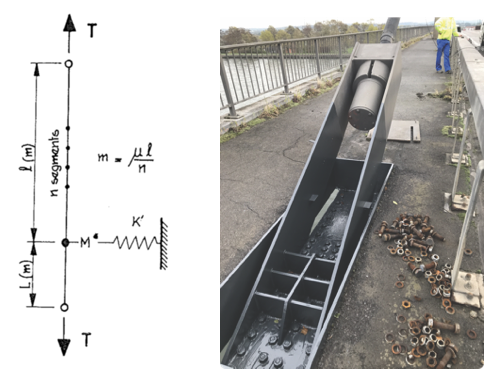 T
l (m)
n segments
m = μl/n
K'
M*
L (m)
T